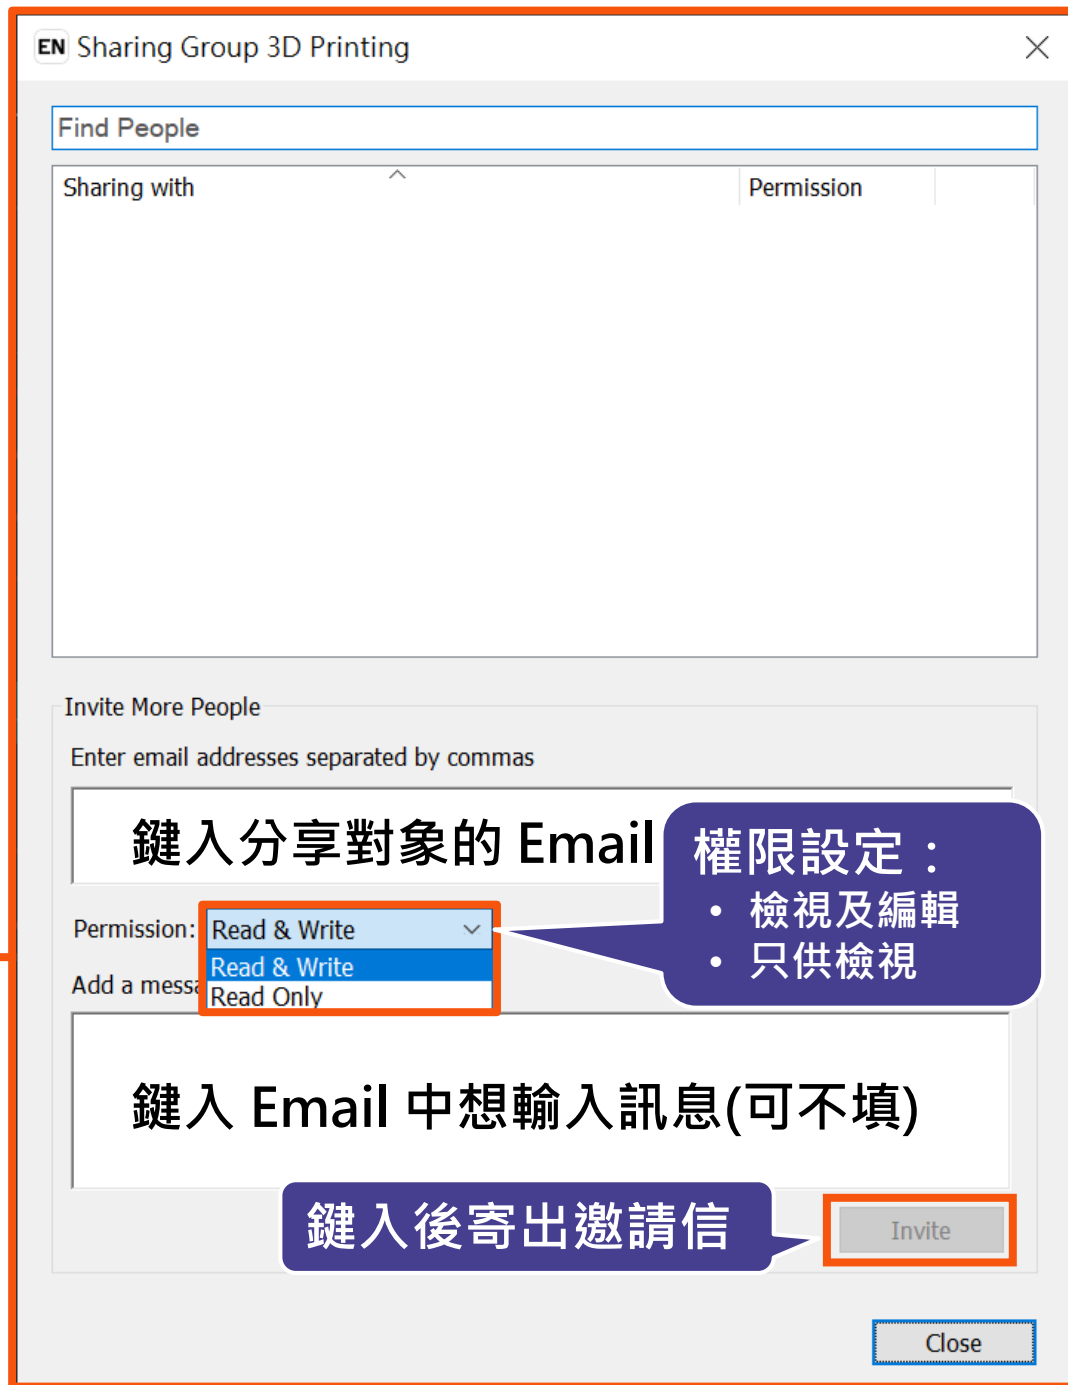 EN Sharing Group 3D Printing
Find People
Sharing with Permission
Invite More People
Enter email addresses separated by commas
鍵入分享對象的 Email
權限設定：
• 檢視及編輯
• 只供檢視
Permission: Read & Write
Read & Write
Read Only
Add a messa
鍵入 Email 中想輸入訊息(可不填)
鍵入後寄出邀請信
Invite
Close